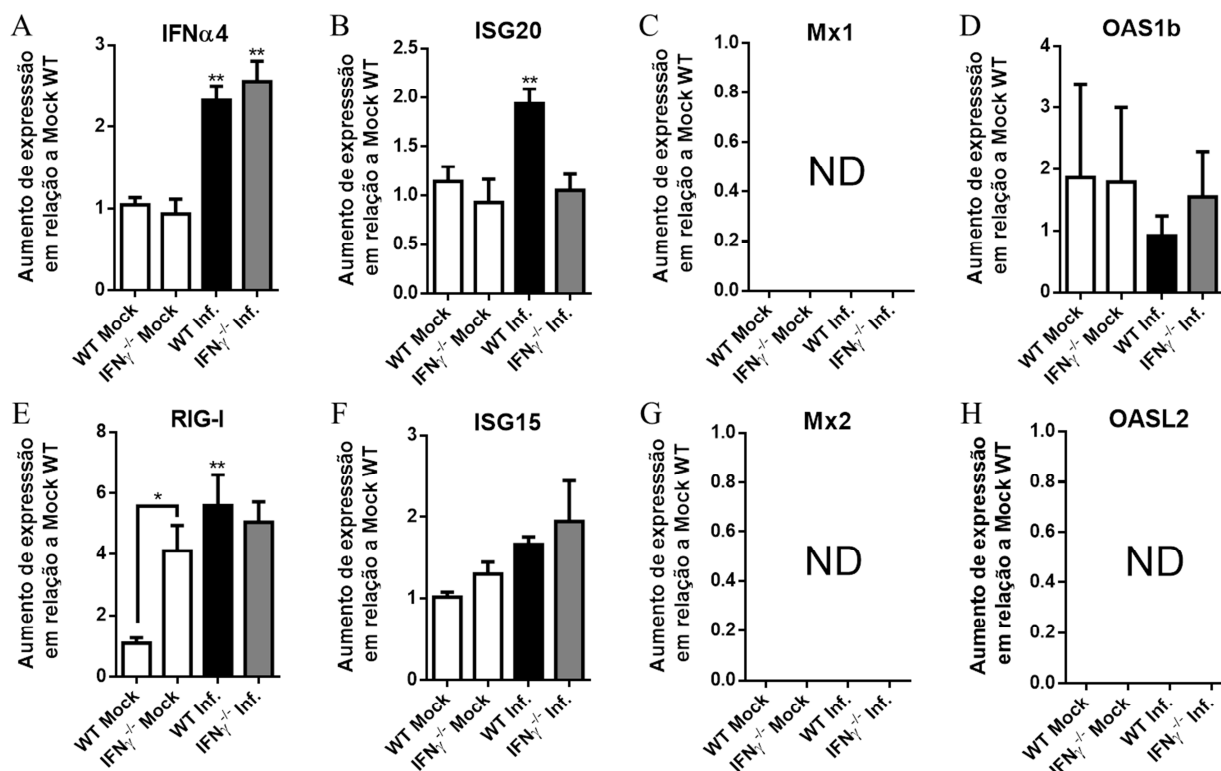 A
IFNα4
Aumento de expresssão
em relação a Mock WT
3
2
1
0
**
**
WT Mock
IFNγ-/- Mock
WT Inf.
IFNγ-/- Inf.
B
ISG20
Aumento de expresssão
em relação a Mock WT
2.5
2.0
1.5
1.0
0.5
0.0
**
WT Mock
IFNγ-/- Mock
WT Inf.
IFNγ-/- Inf.
C
Mx1
Aumento de expresssão
em relação a Mock WT
1.0
0.8
0.6
0.4
0.2
0.0
ND
WT Mock
IFNγ-/- Mock
WT Inf.
IFNγ-/- Inf.
D
OAS1b
Aumento de expresssão
em relação a Mock WT
4
3
2
1
0
WT Mock
IFNγ-/- Mock
WT Inf.
IFNγ-/- Inf.
E
RIG-I
Aumento de expresssão
em relação a Mock WT
8
6
4
2
0
*
**
WT Mock
IFNγ-/- Mock
WT Inf.
IFNγ-/- Inf.
F
ISG15
Aumento de expresssão
em relação a Mock WT
3
2
1
0
WT Mock
IFNγ-/- Mock
WT Inf.
IFNγ-/- Inf.
G
Mx2
Aumento de expresssão
em relação a Mock WT
1.0
0.8
0.6
0.4
0.2
0.0
ND
WT Mock
IFNγ-/- Mock
WT Inf.
IFNγ-/- Inf.
H
OASL2
Aumento de expresssão
em relação a Mock WT
1.0
0.8
0.6
0.4
0.2
0.0
ND
WT Mock
IFNγ-/- Mock
WT Inf.
IFNγ-/- Inf.